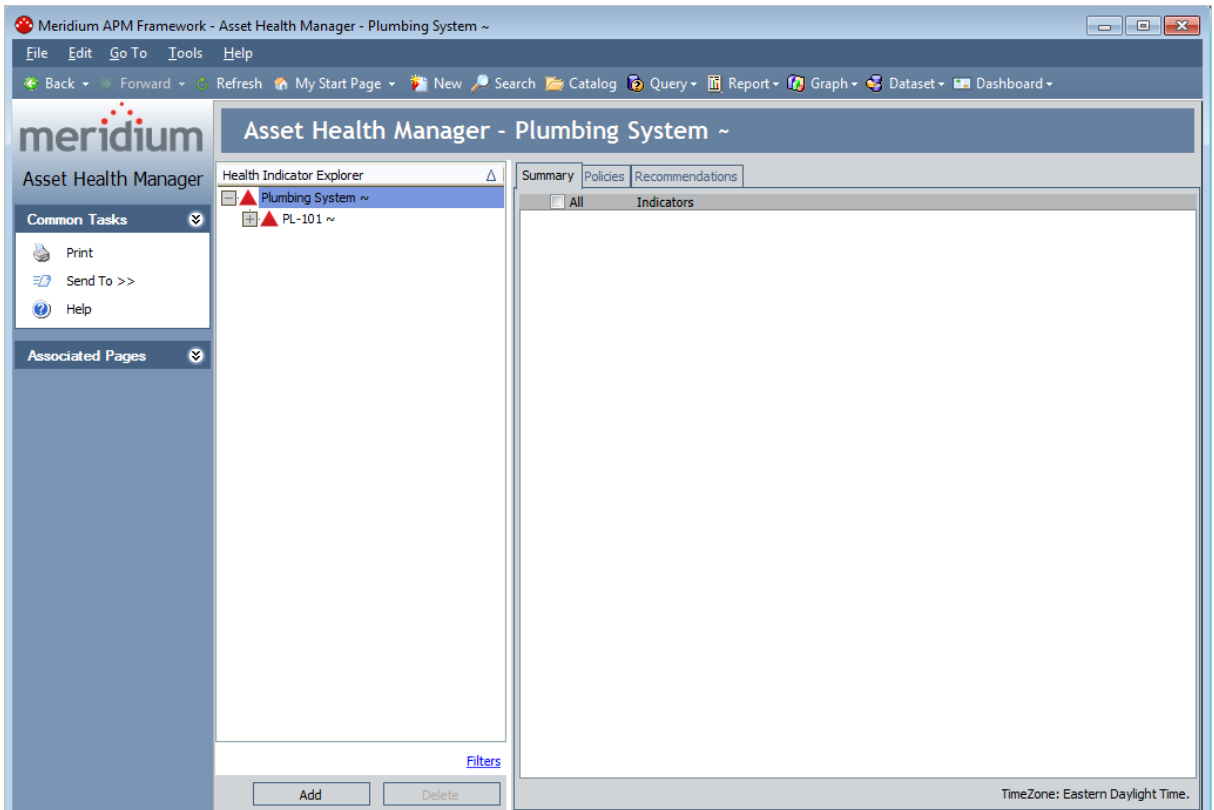 Meridium APM Framework - Asset Health Manager - Plumbing System ~
File Edit Go To Tools Help
Back Forward Refresh My Start Page New Search Catalog Query Report Graph Dataset Dashboard
meridium
Asset Health Manager - Plumbing System ~
Asset Health Manager
Common Tasks
Print
Send To >>
Help
Associated Pages
Health Indicator Explorer
Plumbing System ~
PL-101 ~
Filters
Add Delete
Summary Policies Recommendations
All Indicators
TimeZone: Eastern Daylight Time.